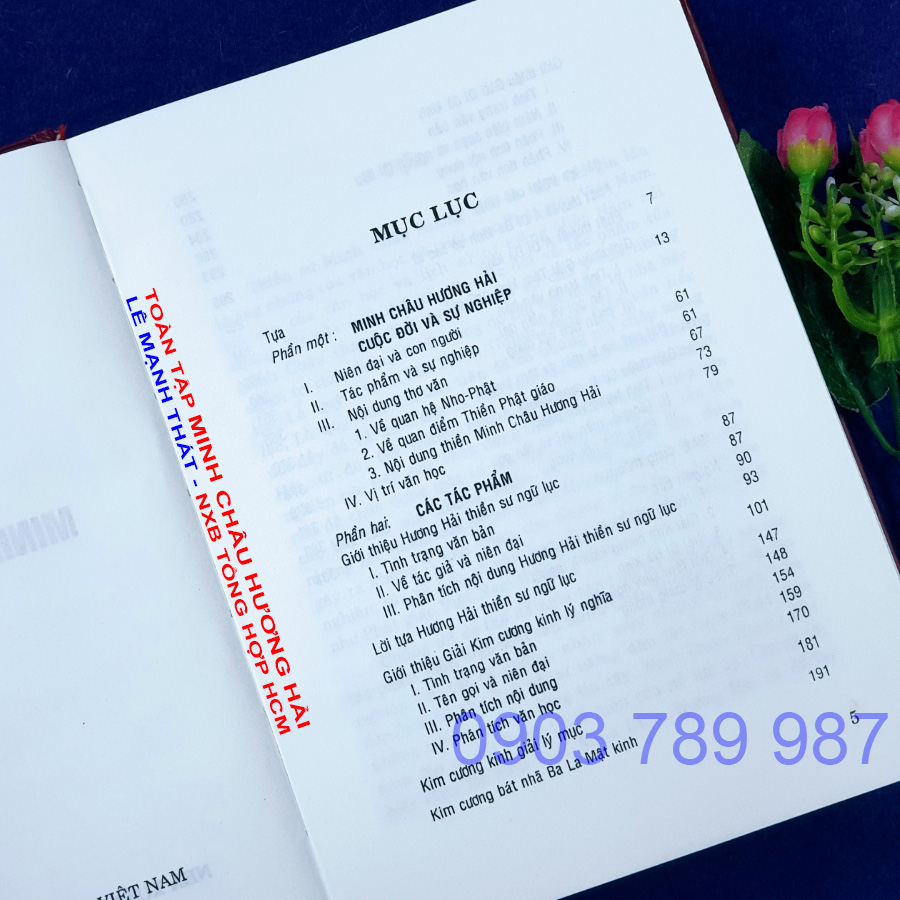 MỤC LỤC
Tựa 7
Phần một : MINH CHÂU HƯƠNG HẢI
CUỘC ĐỜI VÀ SỰ NGHIỆP 13
I. Niên đại và con người
II. Tác phẩm và sự nghiệp
III. Nội dung thơ văn 61
1. Về quan hệ Nho-Phật 61
2. Về quan điểm Thiền Phật giáo 67
3. Nội dung thiền Minh Châu Hương Hải 73
IV. Vị trí văn học 79
Phần hai: CÁC TÁC PHẨM
Giới thiệu Hương Hải thiền sư ngữ lục 87
I. Tình trạng văn bản 87
II. Về tác giả và niên đại 90
III. Phân tích nội dung Hương Hải thiền sư ngữ lục 93
Lời tựa Hương Hải thiền sư ngữ lục 101
Giới thiệu Giải Kim cương kinh lý nghĩa 147
I. Tình trạng văn bản 148
II. Tên gọi và niên đại 154
III. Phân tích nội dung 159
IV. Phân tích văn học 170
Kim cương kinh giải lý mục 181
Kim cương bát nhã Ba La Mật kinh 191
5
TOÀN TẬP MINH CHÂU HƯƠNG HẢI
LÊ MẠNH THÁT - NXB TỔNG HỢP HCM
0903 789 987
VIỆT NAM